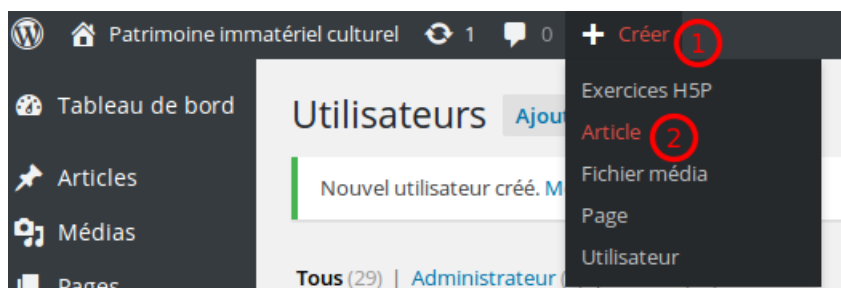 Patrimoine immatériel culturel 1 0 + Créer 1
Tableau de bord
Articles
Médias
Pages
Utilisateurs Ajou
Nouvel utilisateur créé. M
Tous (29) | Administrateur (
Exercices H5P
Article 2
Fichier média
Page
Utilisateur